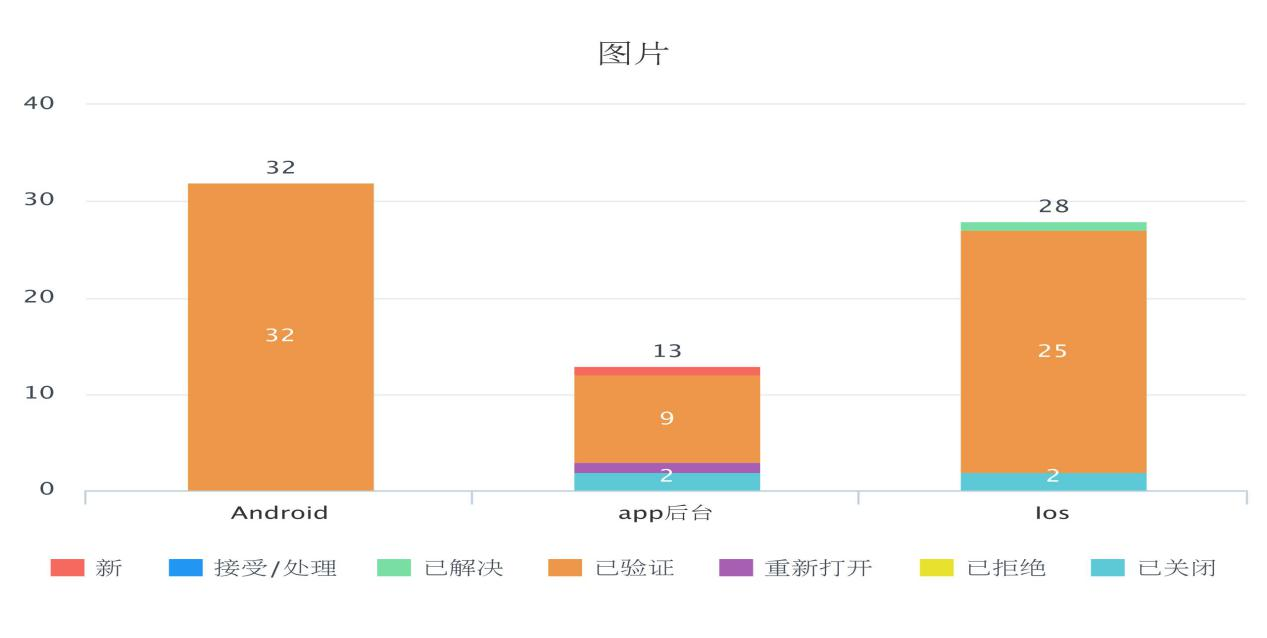 图片
40
32
30
28
20
32
13
25
10
9
2
2
0
Android
app后台
Ios
新
接受/处理
已解决
已验证
重新打开
已拒绝
已关闭